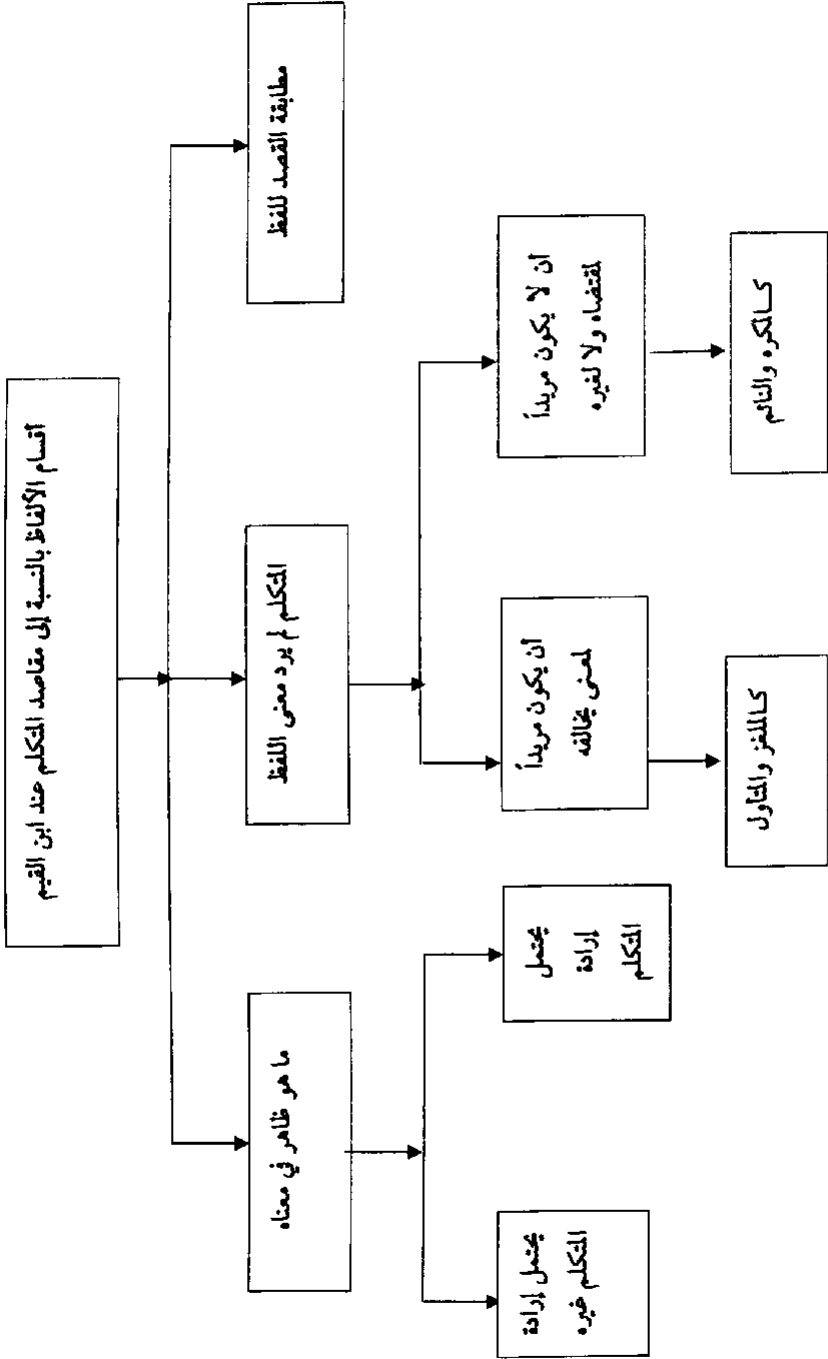 أقسام الألفاظ بالنسبة إلى مقاصد المتكلم عند ابن القيم
مطابقة القصد للفظ
المتكلم لم يرد معنى اللفظ
ما هو ظاهر في معناه
أن لا يكون مريداً
لمقتضاه ولا لغيره
أن يكون مريداً
لمعنى يخالفه
يحتمل
إرادة
المتكلم
يحتمل إرادة
المتكلم غيره
كالمكره والنائم
كالملغز والمتأول